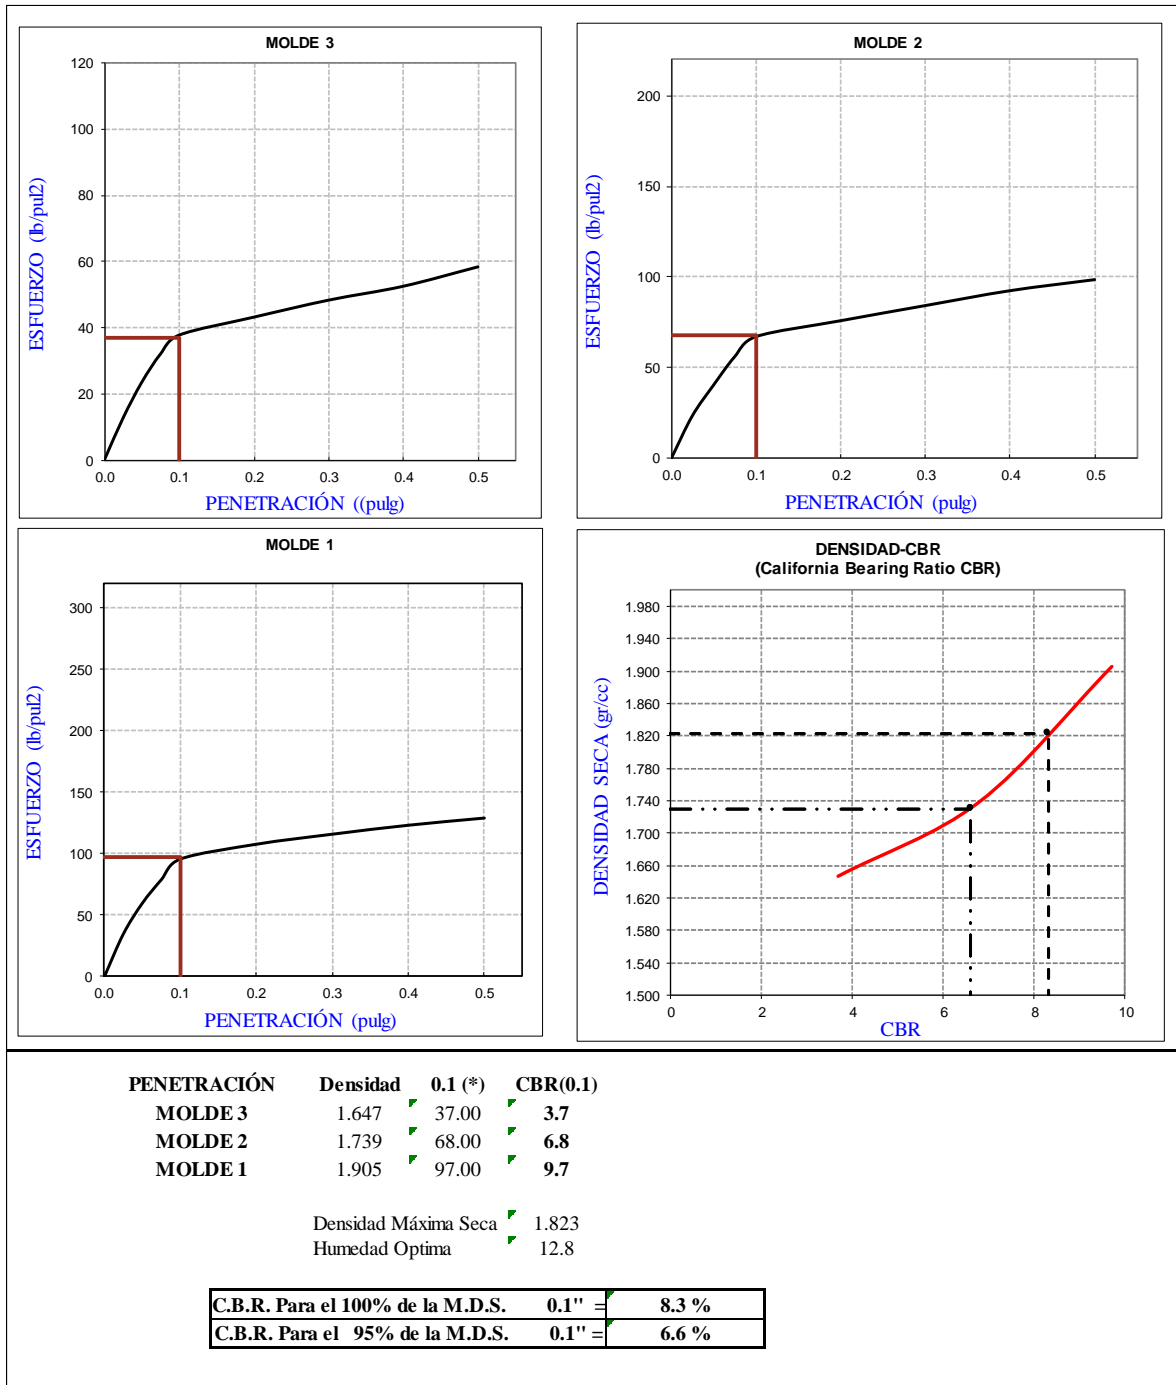 MOLDE 3
120
100
80
60
40
20
0
0.0 0.1 0.2 0.3 0.4 0.5
ESFUERZO (lb/pul2)
PENETRACIÓN ((pulg)
MOLDE 2
200
150
100
50
0
0.0 0.1 0.2 0.3 0.4 0.5
ESFUERZO (lb/pul2)
PENETRACIÓN (pulg)
MOLDE 1
300
250
200
150
100
50
0
0.0 0.1 0.2 0.3 0.4 0.5
ESFUERZO (lb/pul2)
PENETRACIÓN (pulg)
DENSIDAD-CBR
(California Bearing Ratio CBR)
1.980
1.940
1.900
1.860
1.820
1.780
1.740
1.700
1.660
1.620
1.580
1.540
1.500
0 2 4 6 8 10
DENSIDAD SECA (gr/cc)
CBR
PENETRACIÓN Densidad 0.1 (*) CBR(0.1)
MOLDE 3 1.647 37.00 3.7
MOLDE 2 1.739 68.00 6.8
MOLDE 1 1.905 97.00 9.7
Densidad Máxima Seca 1.823
Humedad Optima 12.8
C.B.R. Para el 100% de la M.D.S. 0.1" = 8.3 %
C.B.R. Para el 95% de la M.D.S. 0.1" = 6.6 %